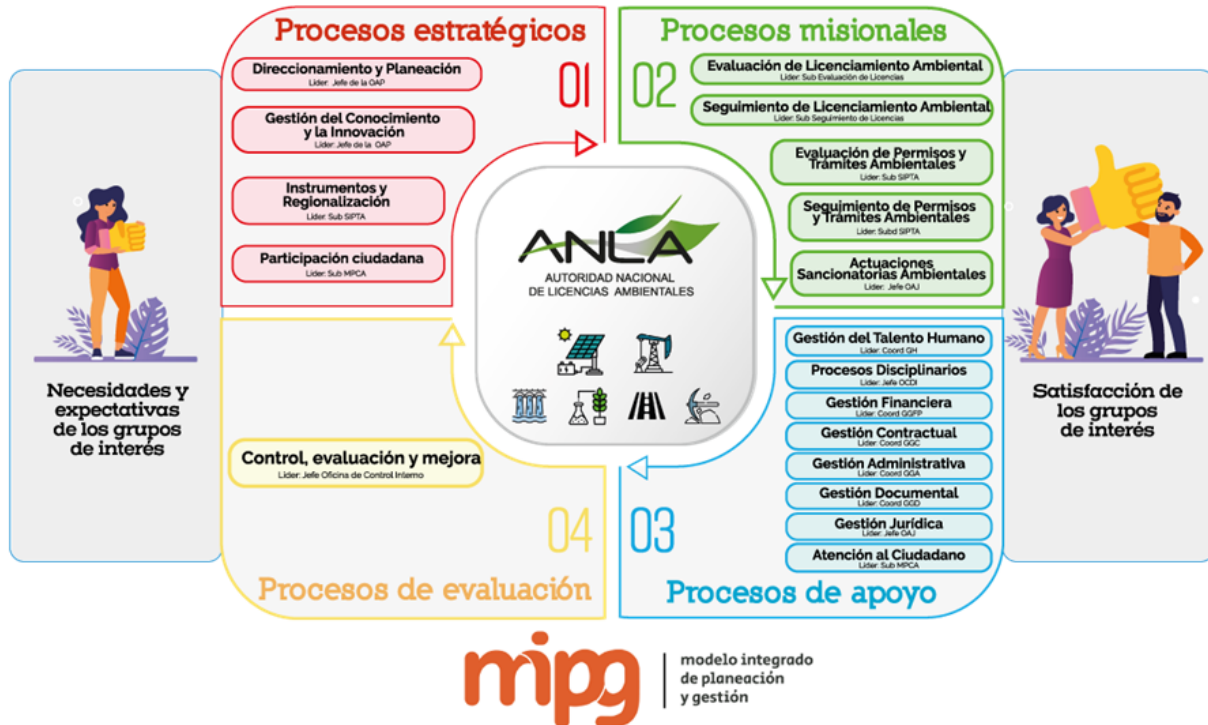 Necesidades y
expectativas
de los grupos
de interés
Procesos estratégicos
01
Direccionamiento y Planeación
Líder: Jefe de la OAP
Gestión del Conocimiento
y la Innovación
Líder: Jefe de la OAP
Instrumentos y
Regionalización
Líder: Sub SIPTA
Participación ciudadana
Líder: Sub MPCA
Procesos misionales
02
Evaluación de Licenciamiento Ambiental
Líder: Sub Evaluación de Licencias
Seguimiento de Licenciamiento Ambiental
Líder: Sub Seguimiento de Licencias
Evaluación de Permisos y
Trámites Ambientales
Líder: Sub SIPTA
Seguimiento de Permisos
y Trámites Ambientales
Líder: Subd SIPTA
Actuaciones
Sancionatorias Ambientales
Líder: Jefe OAJ
ANLA
AUTORIDAD NACIONAL
DE LICENCIAS AMBIENTALES
Gestión del Talento Humano
Líder: Coord GH
Procesos Disciplinarios
Líder: Jefe OCDI
Gestión Financiera
Líder: Coord GGFP
Gestión Contractual
Líder: Coord GGC
Gestión Administrativa
Líder: Coord GGA
Gestión Documental
Líder: Coord GGD
Gestión Jurídica
Líder: Jefe OAJ
Atención al Ciudadano
Líder: Sub MPCA
03
Procesos de apoyo
Control, evaluación y mejora
Líder: Jefe Oficina de Control Interno
04
Procesos de evaluación
Satisfacción de
los grupos
de interés
mipg
modelo integrado
de planeación
y gestión